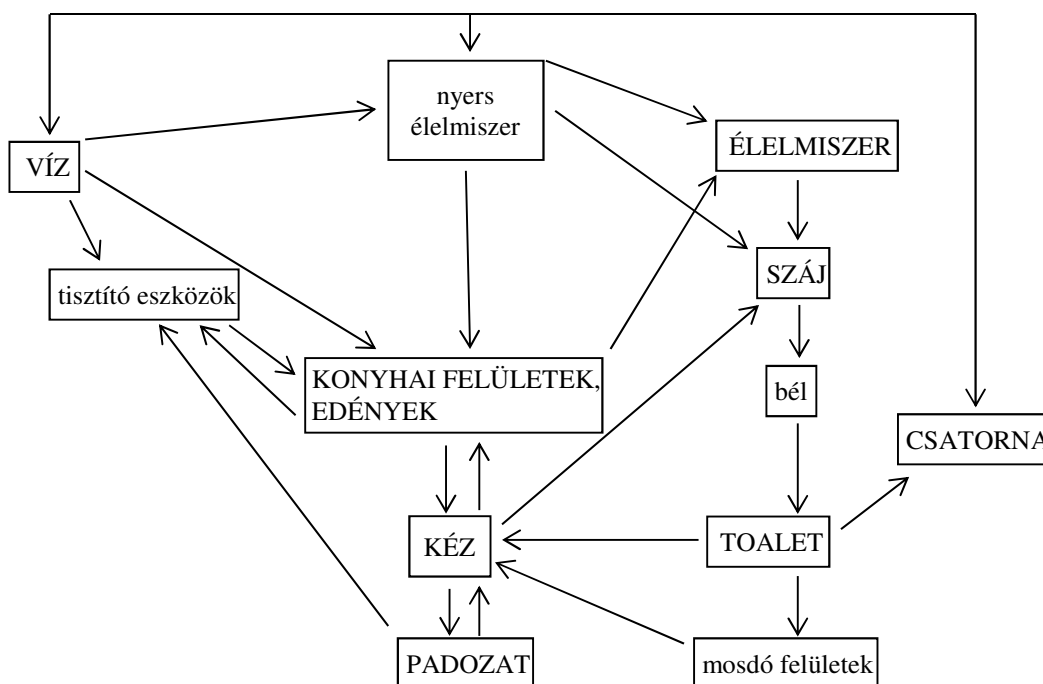 nyers
élelmiszer
ÉLELMISZER
VÍZ
SZÁJ
tisztító eszközök
KONYHAI FELÜLETEK,
EDÉNYEK
bél
CSATORNA
KÉZ
TOALET
PADOZAT
mosdó felületek